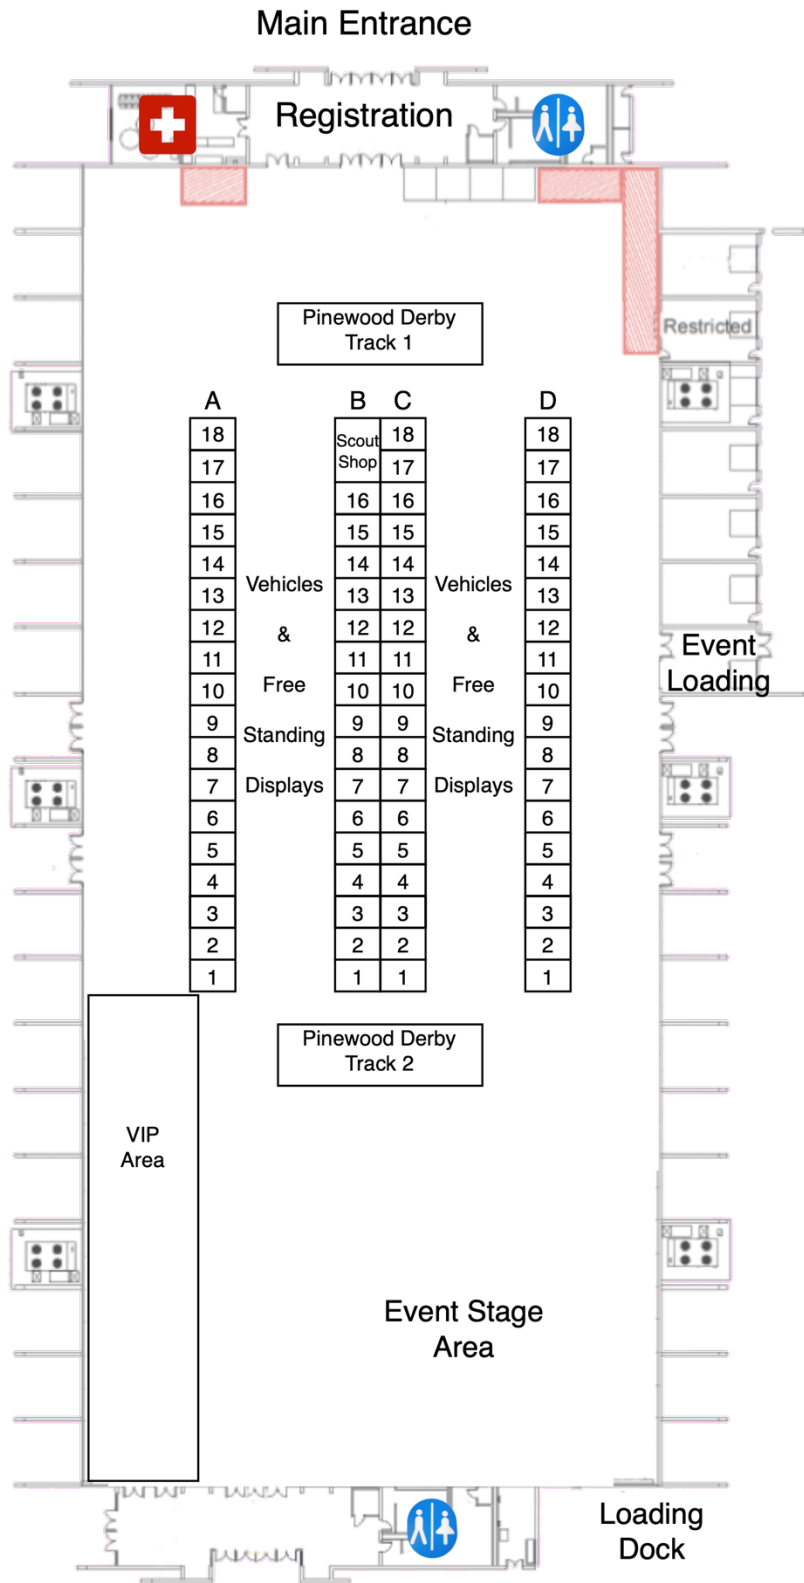 Main Entrance
Registration
Pinewood Derby
Track 1
Restricted
A B C D
18 Scout 18 18
17 Shop 17 17
16 16 16 16
15 15 15 15
14 14 14 14
Vehicles Vehicles
13 13 13 13
12 12 12 12
& &
11 11 11 11
Event
Loading
10 Free 10 10 Free 10
9 9 9 9
Standing Standing
8 8 8 8
7 Displays 7 7 Displays 7
6 6 6 6
5 5 5 5
4 4 4 4
3 3 3 3
2 2 2 2
1 1 1 1
Pinewood Derby
Track 2
VIP
Area
Event Stage
Area
Loading
Dock